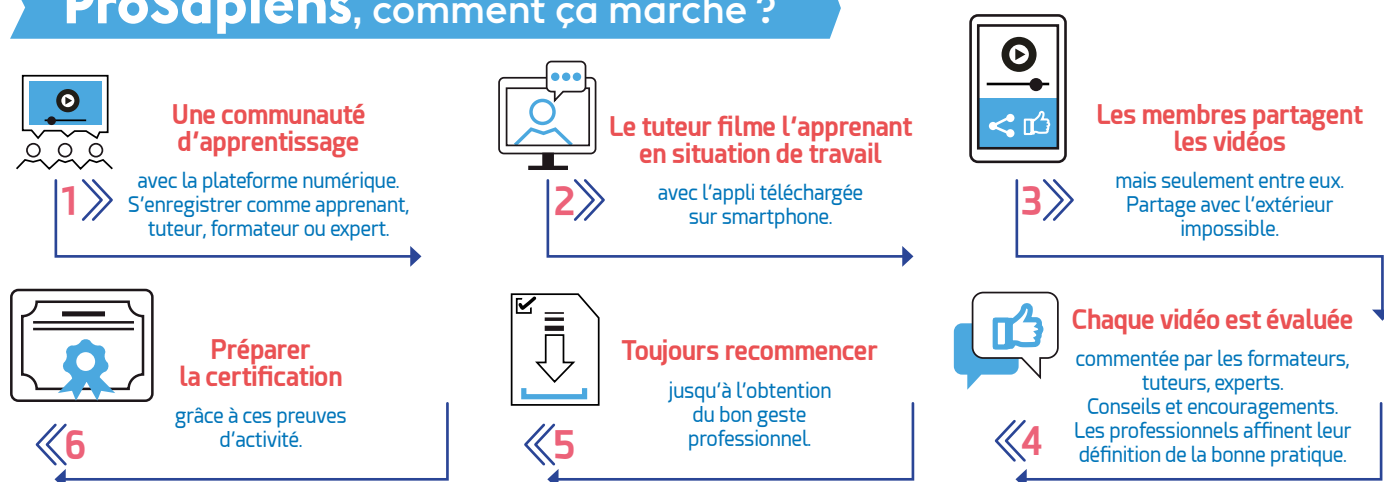 ProSapiens, comment ça marche ?
Une communauté
d'apprentissage
avec la plateforme numérique.
S'enregistrer comme apprenant,
tuteur, formateur ou expert.
1
Le tuteur filme l'apprenant
en situation de travail
avec l'appli téléchargée
sur smartphone.
2
Les membres partagent
les vidéos
mais seulement entre eux.
Partage avec l'extérieur
impossible.
3
Chaque vidéo est évaluée
commentée par les formateurs,
tuteurs, experts.
Conseils et encouragements.
Les professionnels affinent leur
définition de la bonne pratique.
4
Toujours recommencer
jusqu'à l'obtention
du bon geste
professionnel.
5
Préparer
la certification
grâce à ces preuves
d'activité.
6